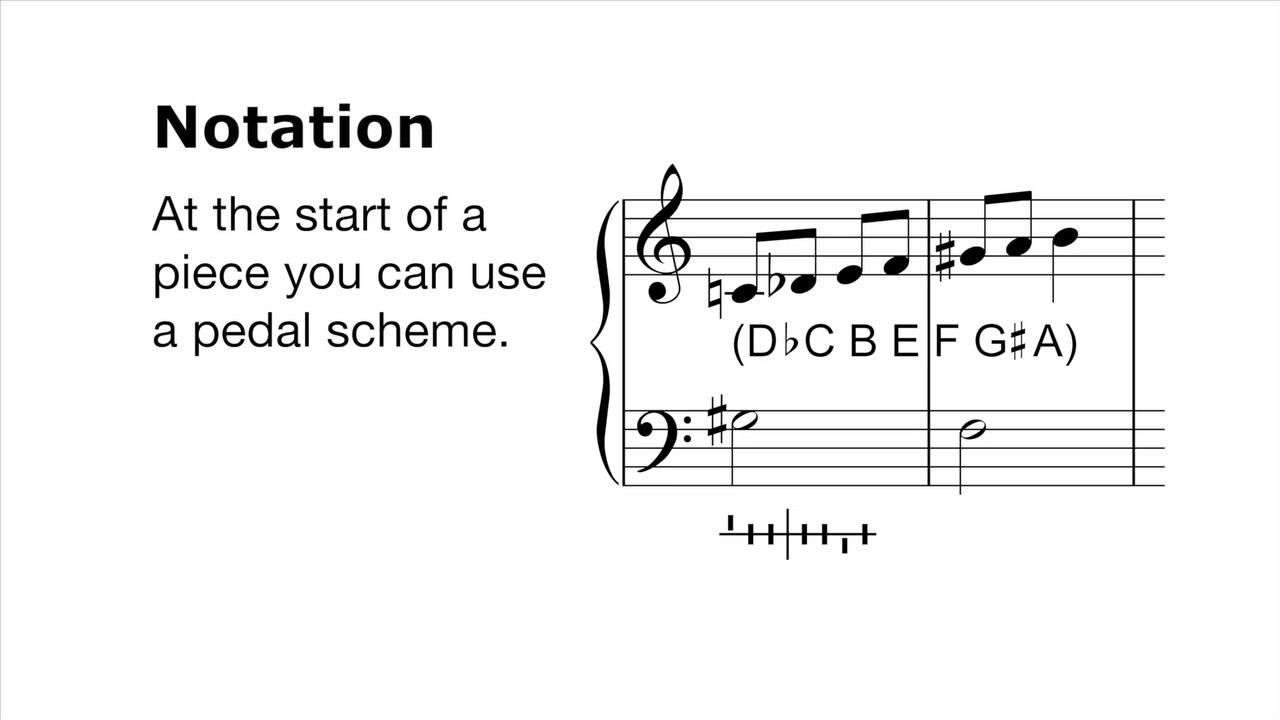 Notation
At the start of a
piece you can use
a pedal scheme.
(D♭C B E F G♯A)